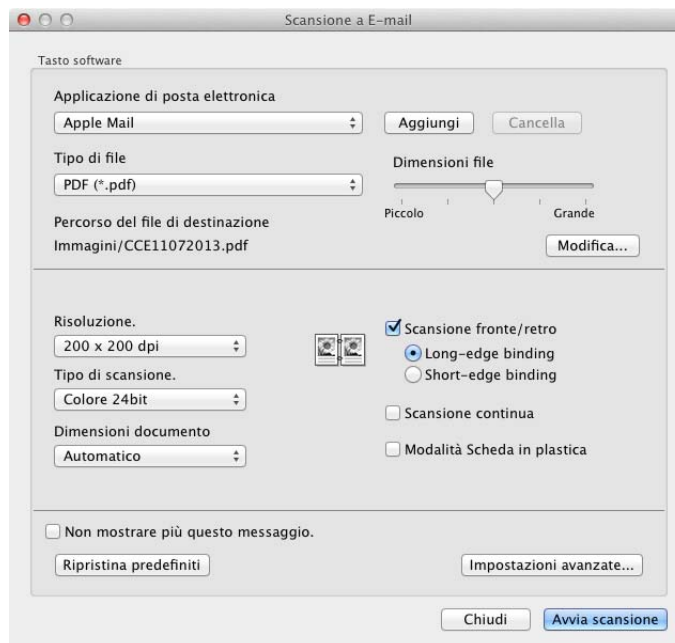 Scansione a E-mail
Tasto software
Applicazione di posta elettronica
Apple Mail
Aggiungi
Cancella
Tipo di file
PDF (*.pdf)
Dimensioni file
Piccolo
Grande
Percorso del file di destinazione
Immagini/CCE11072013.pdf
Modifica...
Risoluzione.
200 x 200 dpi
Tipo di scansione.
Colore 24bit
Dimensioni documento
Automatico
Scansione fronte/retro
Long-edge binding
Short-edge binding
Scansione continua
Modalità Scheda in plastica
Non mostrare più questo messaggio.
Ripristina predefiniti
Impostazioni avanzate...
Chiudi
Avvia scansione